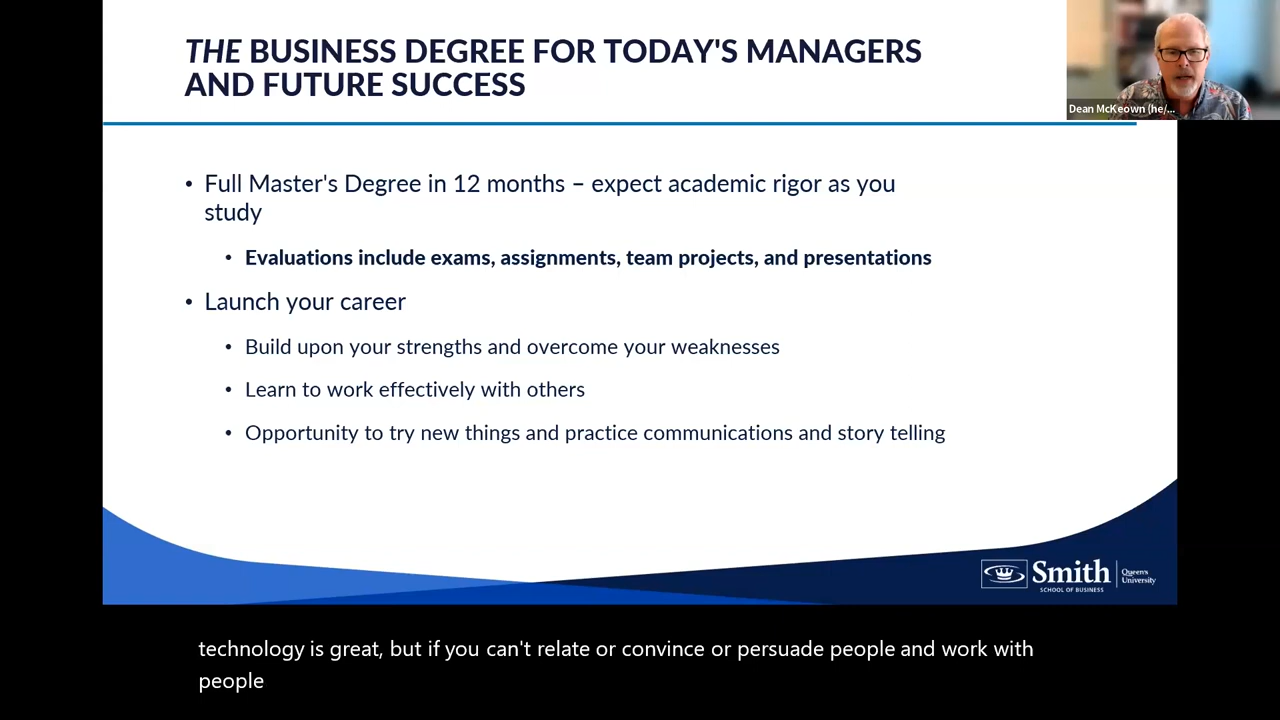 THE BUSINESS DEGREE FOR TODAY'S MANAGERS
AND FUTURE SUCCESS
Dean McKeown (he/...
• Full Master's Degree in 12 months – expect academic rigor as you
study
• Evaluations include exams, assignments, team projects, and presentations
• Launch your career
• Build upon your strengths and overcome your weaknesses
• Learn to work effectively with others
• Opportunity to try new things and practice communications and story telling
Smith
SCHOOL OF BUSINESS
Queen's
University
technology is great, but if you can't relate or convince or persuade people and work with
people